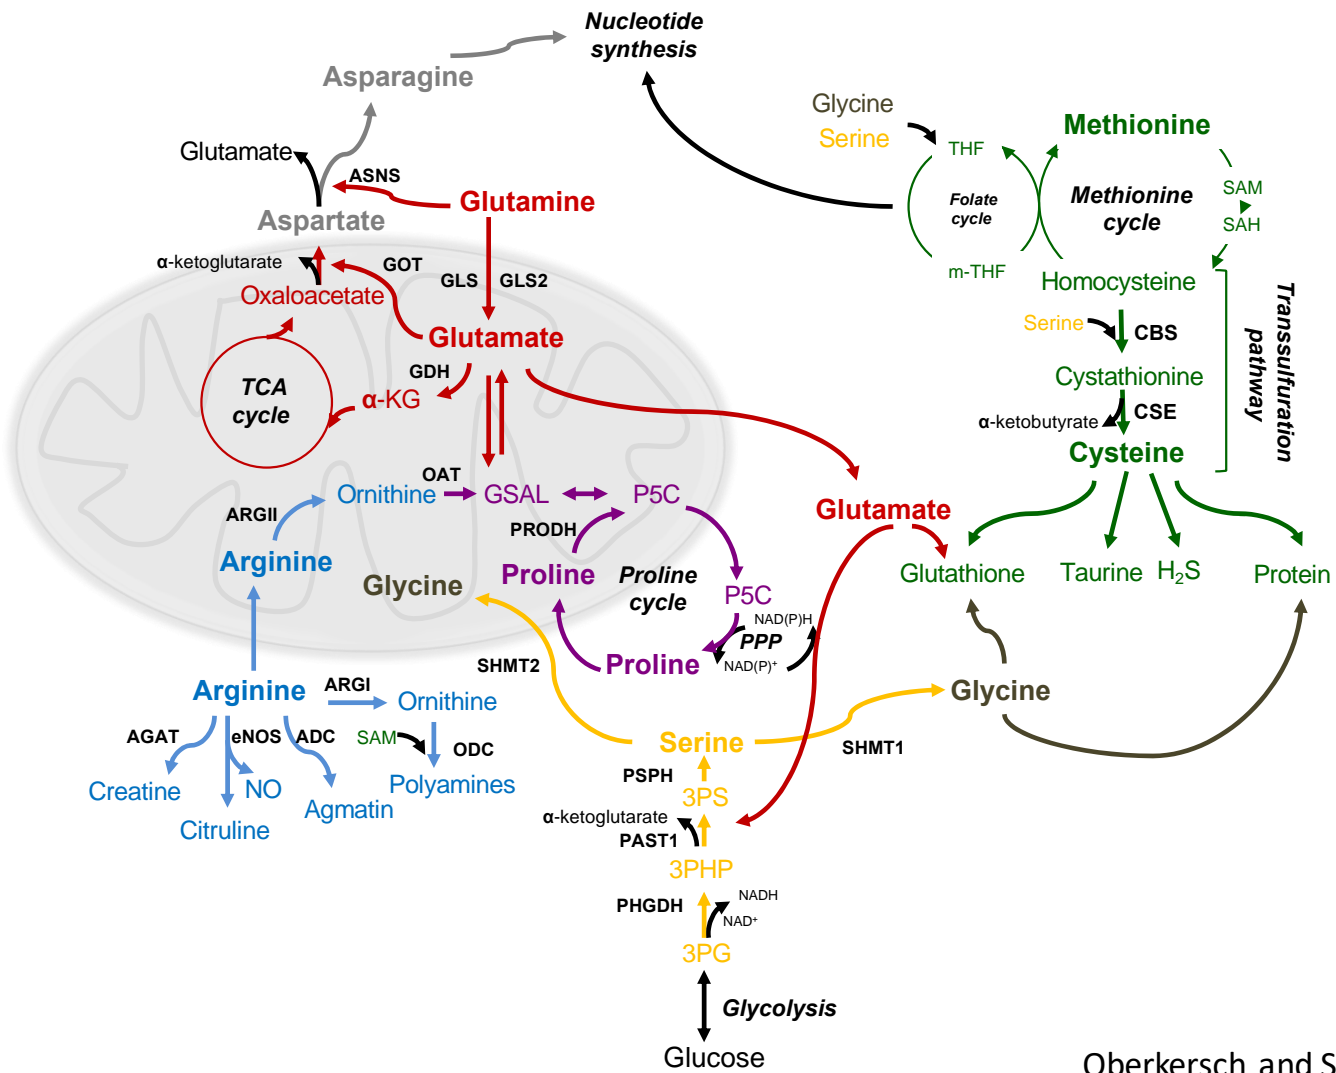 Nucleotide
synthesis
Asparagine
Glycine
Serine
Methionine
THF
Glutamate
ASNS
Glutamine
Aspartate
Folate
cycle
Methionine
cycle
SAM
SAH
α-ketoglutarate
GOT
GLS
GLS2
m-THF
Homocysteine
Oxaloacetate
Glutamate
Serine
CBS
Transsulfuration
pathway
GDH
TCA
cycle
α-KG
Cystathionine
α-ketobutyrate
CSE
Cysteine
OAT
Ornithine
GSAL
P5C
ARGII
PRODH
Glutamate
Arginine
Glycine
Proline
Proline
cycle
P5C
Glutathione
Taurine
H₂S
Protein
NAD(P)H
PPP
NAD(P)⁺
SHMT2
Proline
Arginine
ARGI
Ornithine
Glycine
AGAT
eNOS
ADC
SAM
ODC
Serine
SHMT1
Creatine
NO
Polyamines
PSPH
3PS
Agmatin
Citruline
α-ketoglutarate
PAST1
3PHP
PHGDH
NADH
NAD⁺
3PG
Glycolysis
Glucose
Oberkersch and S